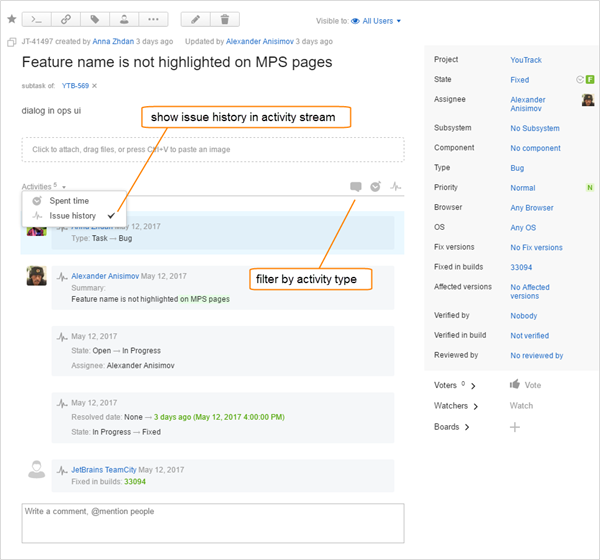 Visible to: All Users
JT-41497 created by Anna Zhdan 3 days ago Updated by Alexander Anisimov 3 days ago
Feature name is not highlighted on MPS pages
subtask of: YTB-569 ×
dialog in ops ui
show issue history in activity stream
Click to attach, drag files, or press Ctrl+V to paste an image
Activities 5
Spent time
Issue history
Anna Zhdan May 12, 2017
Type: Task → Bug
filter by activity type
Alexander Anisimov May 12, 2017
Summary:
Feature name is not highlighted on MPS pages
May 12, 2017
State: Open → In Progress
Assignee: Alexander Anisimov
May 12, 2017
Resolved date: None → 3 days ago (May 12, 2017 4:00:00 PM)
State: In Progress → Fixed
JetBrains TeamCity May 12, 2017
Fixed in builds: 33094
Write a comment, @mention people
Project YouTrack
State Fixed F
Assignee Alexander
Anisimov
Subsystem No Subsystem
Component No component
Type Bug
Priority Normal N
Browser Any Browser
OS Any OS
Fix versions No Fix versions
Fixed in builds 33094
Affected versions No Affected
versions
Verified by Nobody
Verified in build Not verified
Reviewed by No reviewed by
Voters 0 Vote
Watchers Watch
Boards